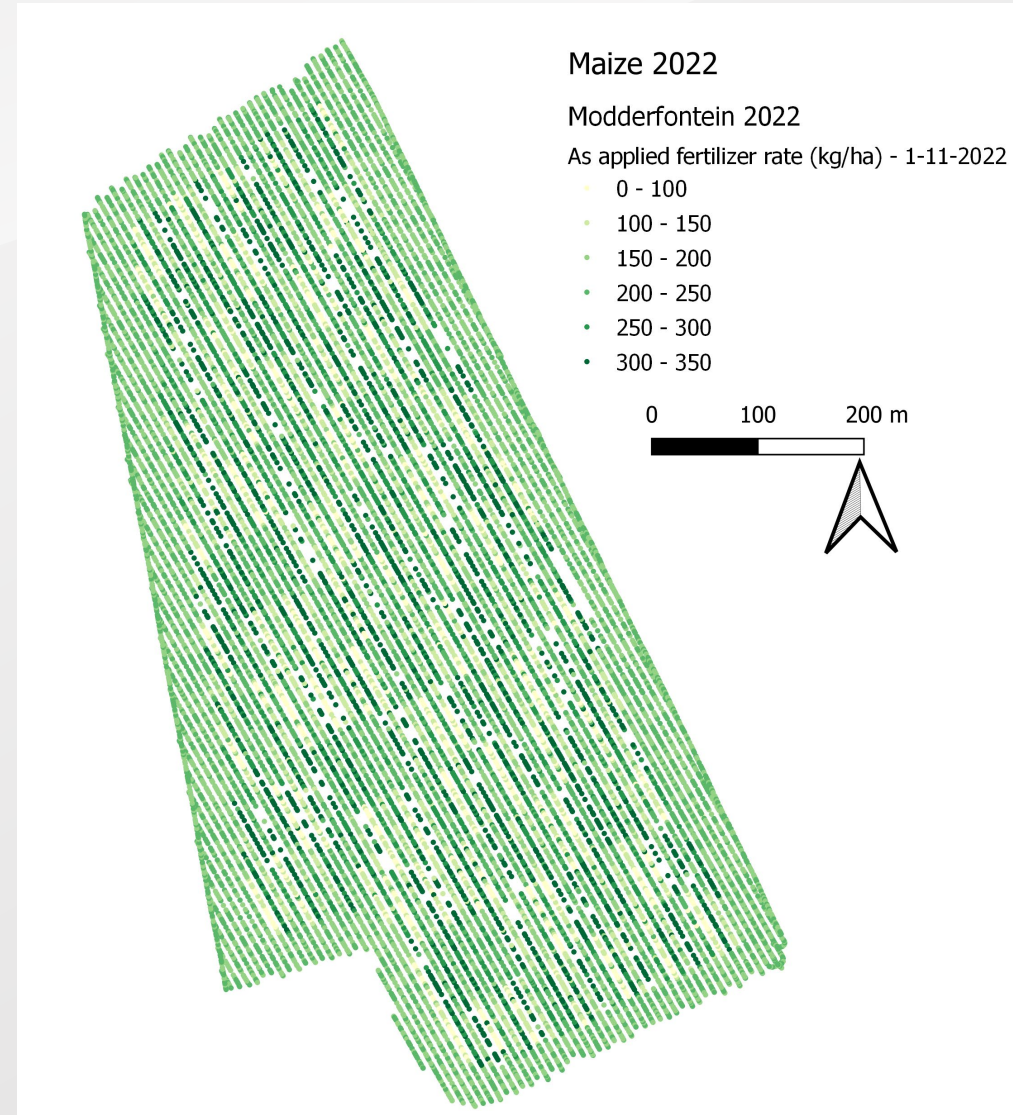 Maize 2022
Modderfontein 2022
As applied fertilizer rate (kg/ha) - 1-11-2022
0 - 100
100 - 150
150 - 200
200 - 250
250 - 300
300 - 350
0 100 200 m